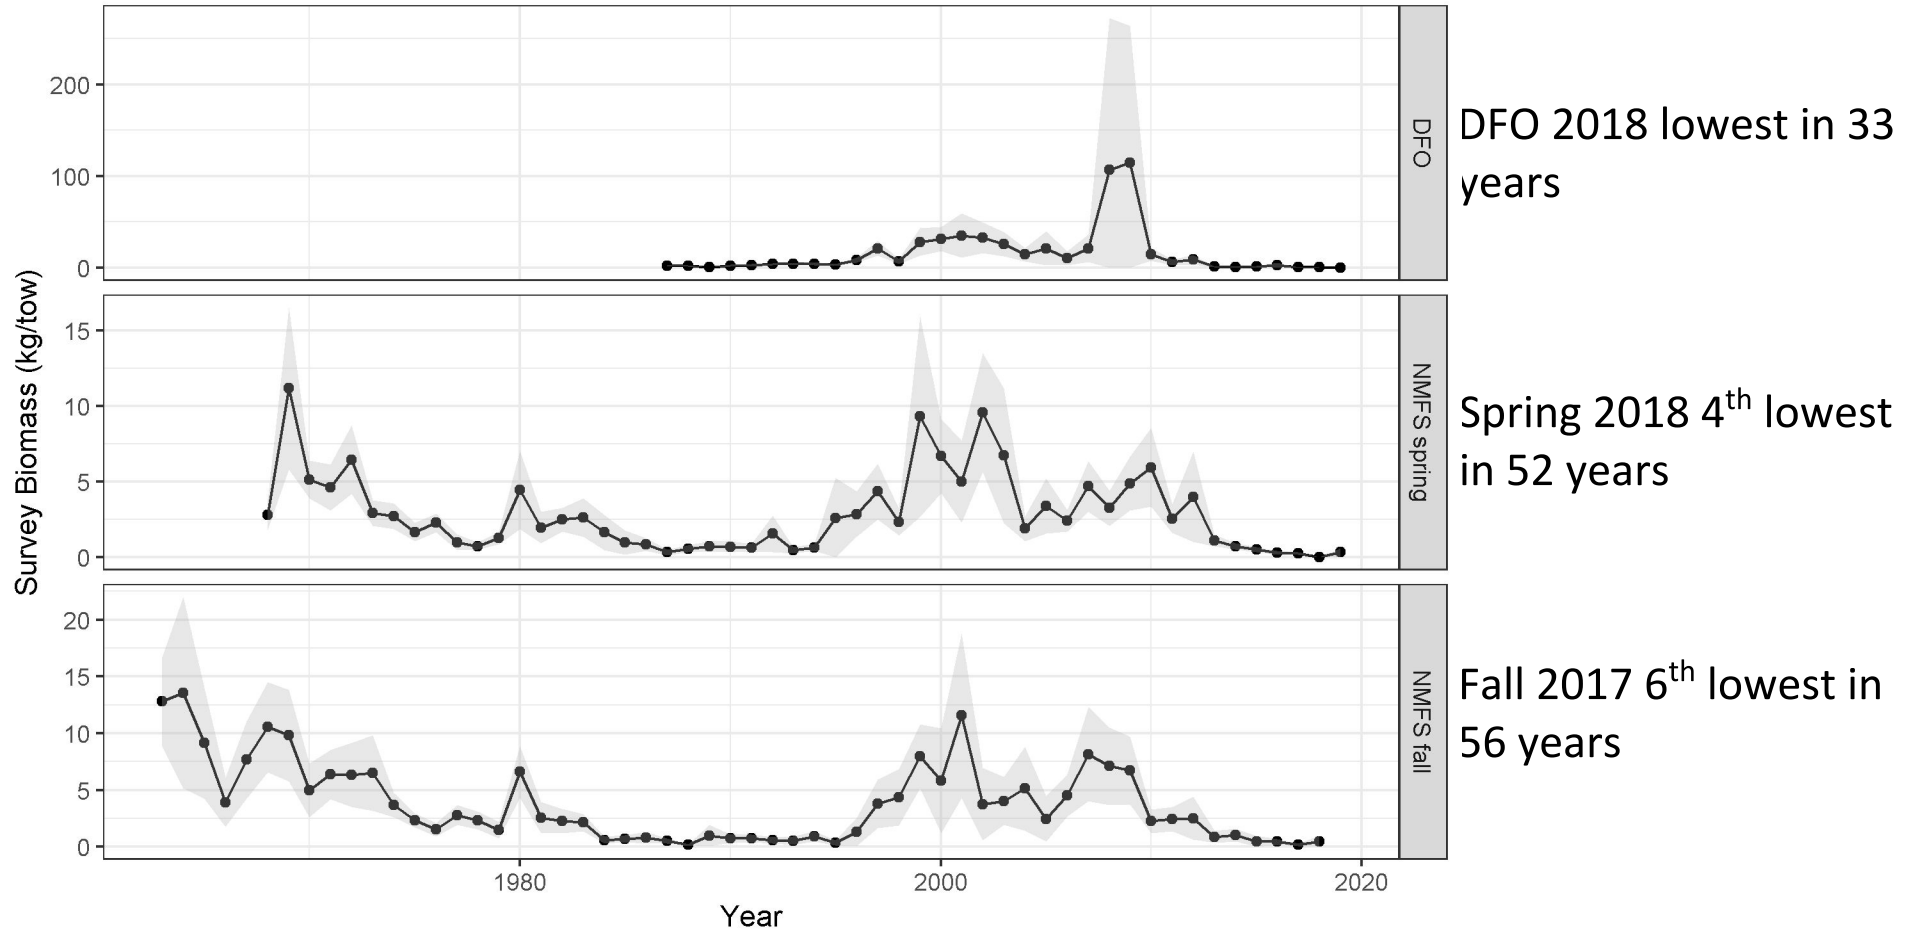 Survey Biomass (kg/tow)
200
100
0
DFO
DFO 2018 lowest in 33
years
15
10
5
0
NMFS spring
Spring 2018 4th lowest
in 52 years
20
15
10
5
0
NMFS fall
Fall 2017 6th lowest in
56 years
1980
2000
2020
Year